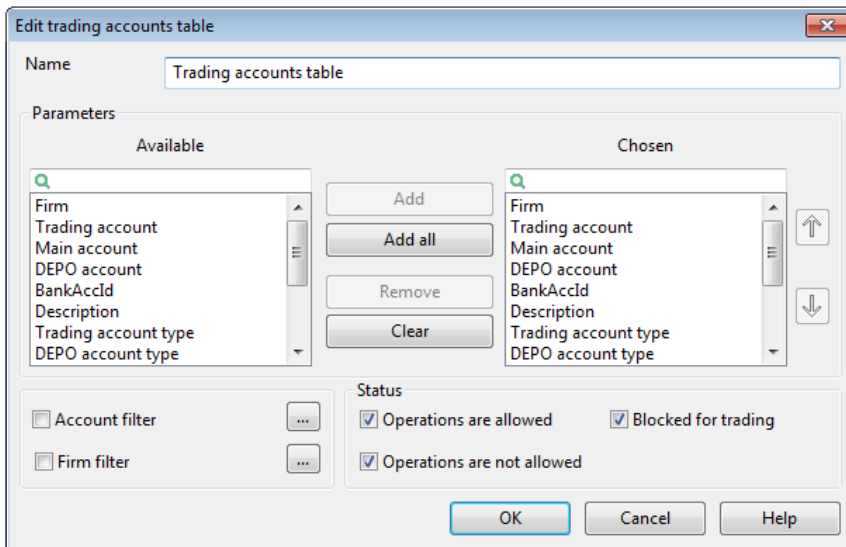 Edit trading accounts table
Name
Trading accounts table
Parameters
Available
Chosen
Firm
Trading account
Main account
DEPO account
BankAccId
Description
Trading account type
DEPO account type
Add
Add all
Remove
Clear
Firm
Trading account
Main account
DEPO account
BankAccId
Description
Trading account type
DEPO account type
Account filter ...
Firm filter ...
Status
Operations are allowed
Blocked for trading
Operations are not allowed
OK
Cancel
Help